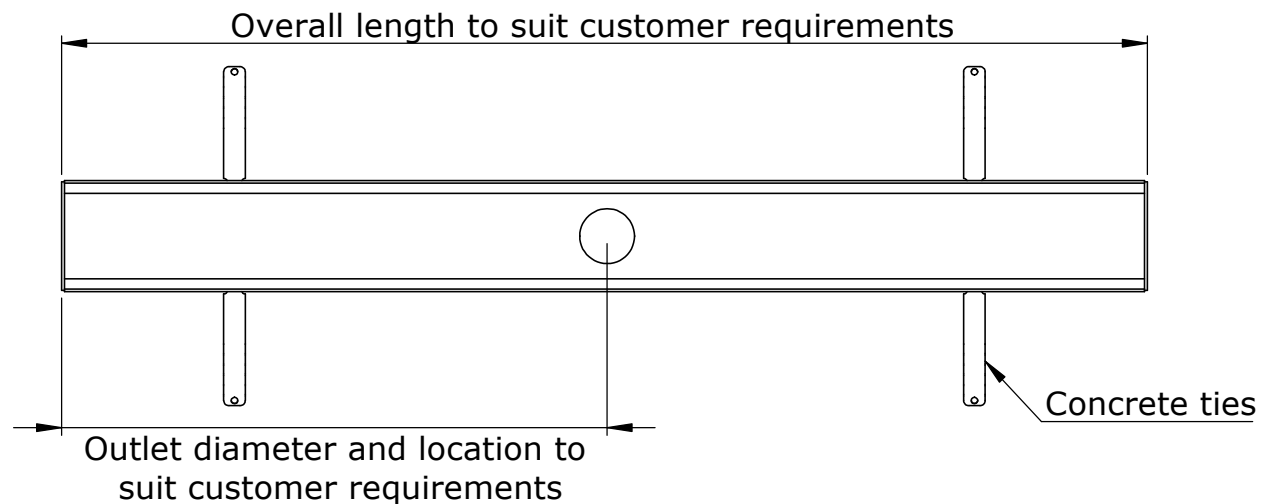 Overall length to suit customer requirements
Concrete ties
Outlet diameter and location to
suit customer requirements